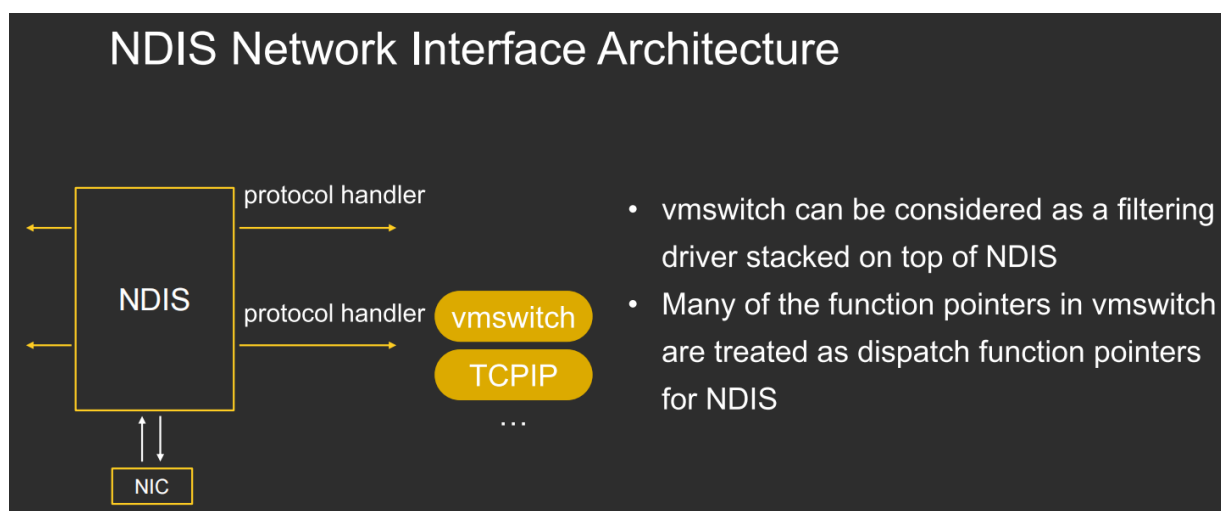 NDIS Network Interface Architecture
protocol handler
NDIS
protocol handler
vmswitch
TCPIP
...
NIC
• vmswitch can be considered as a filtering
driver stacked on top of NDIS
• Many of the function pointers in vmswitch
are treated as dispatch function pointers
for NDIS